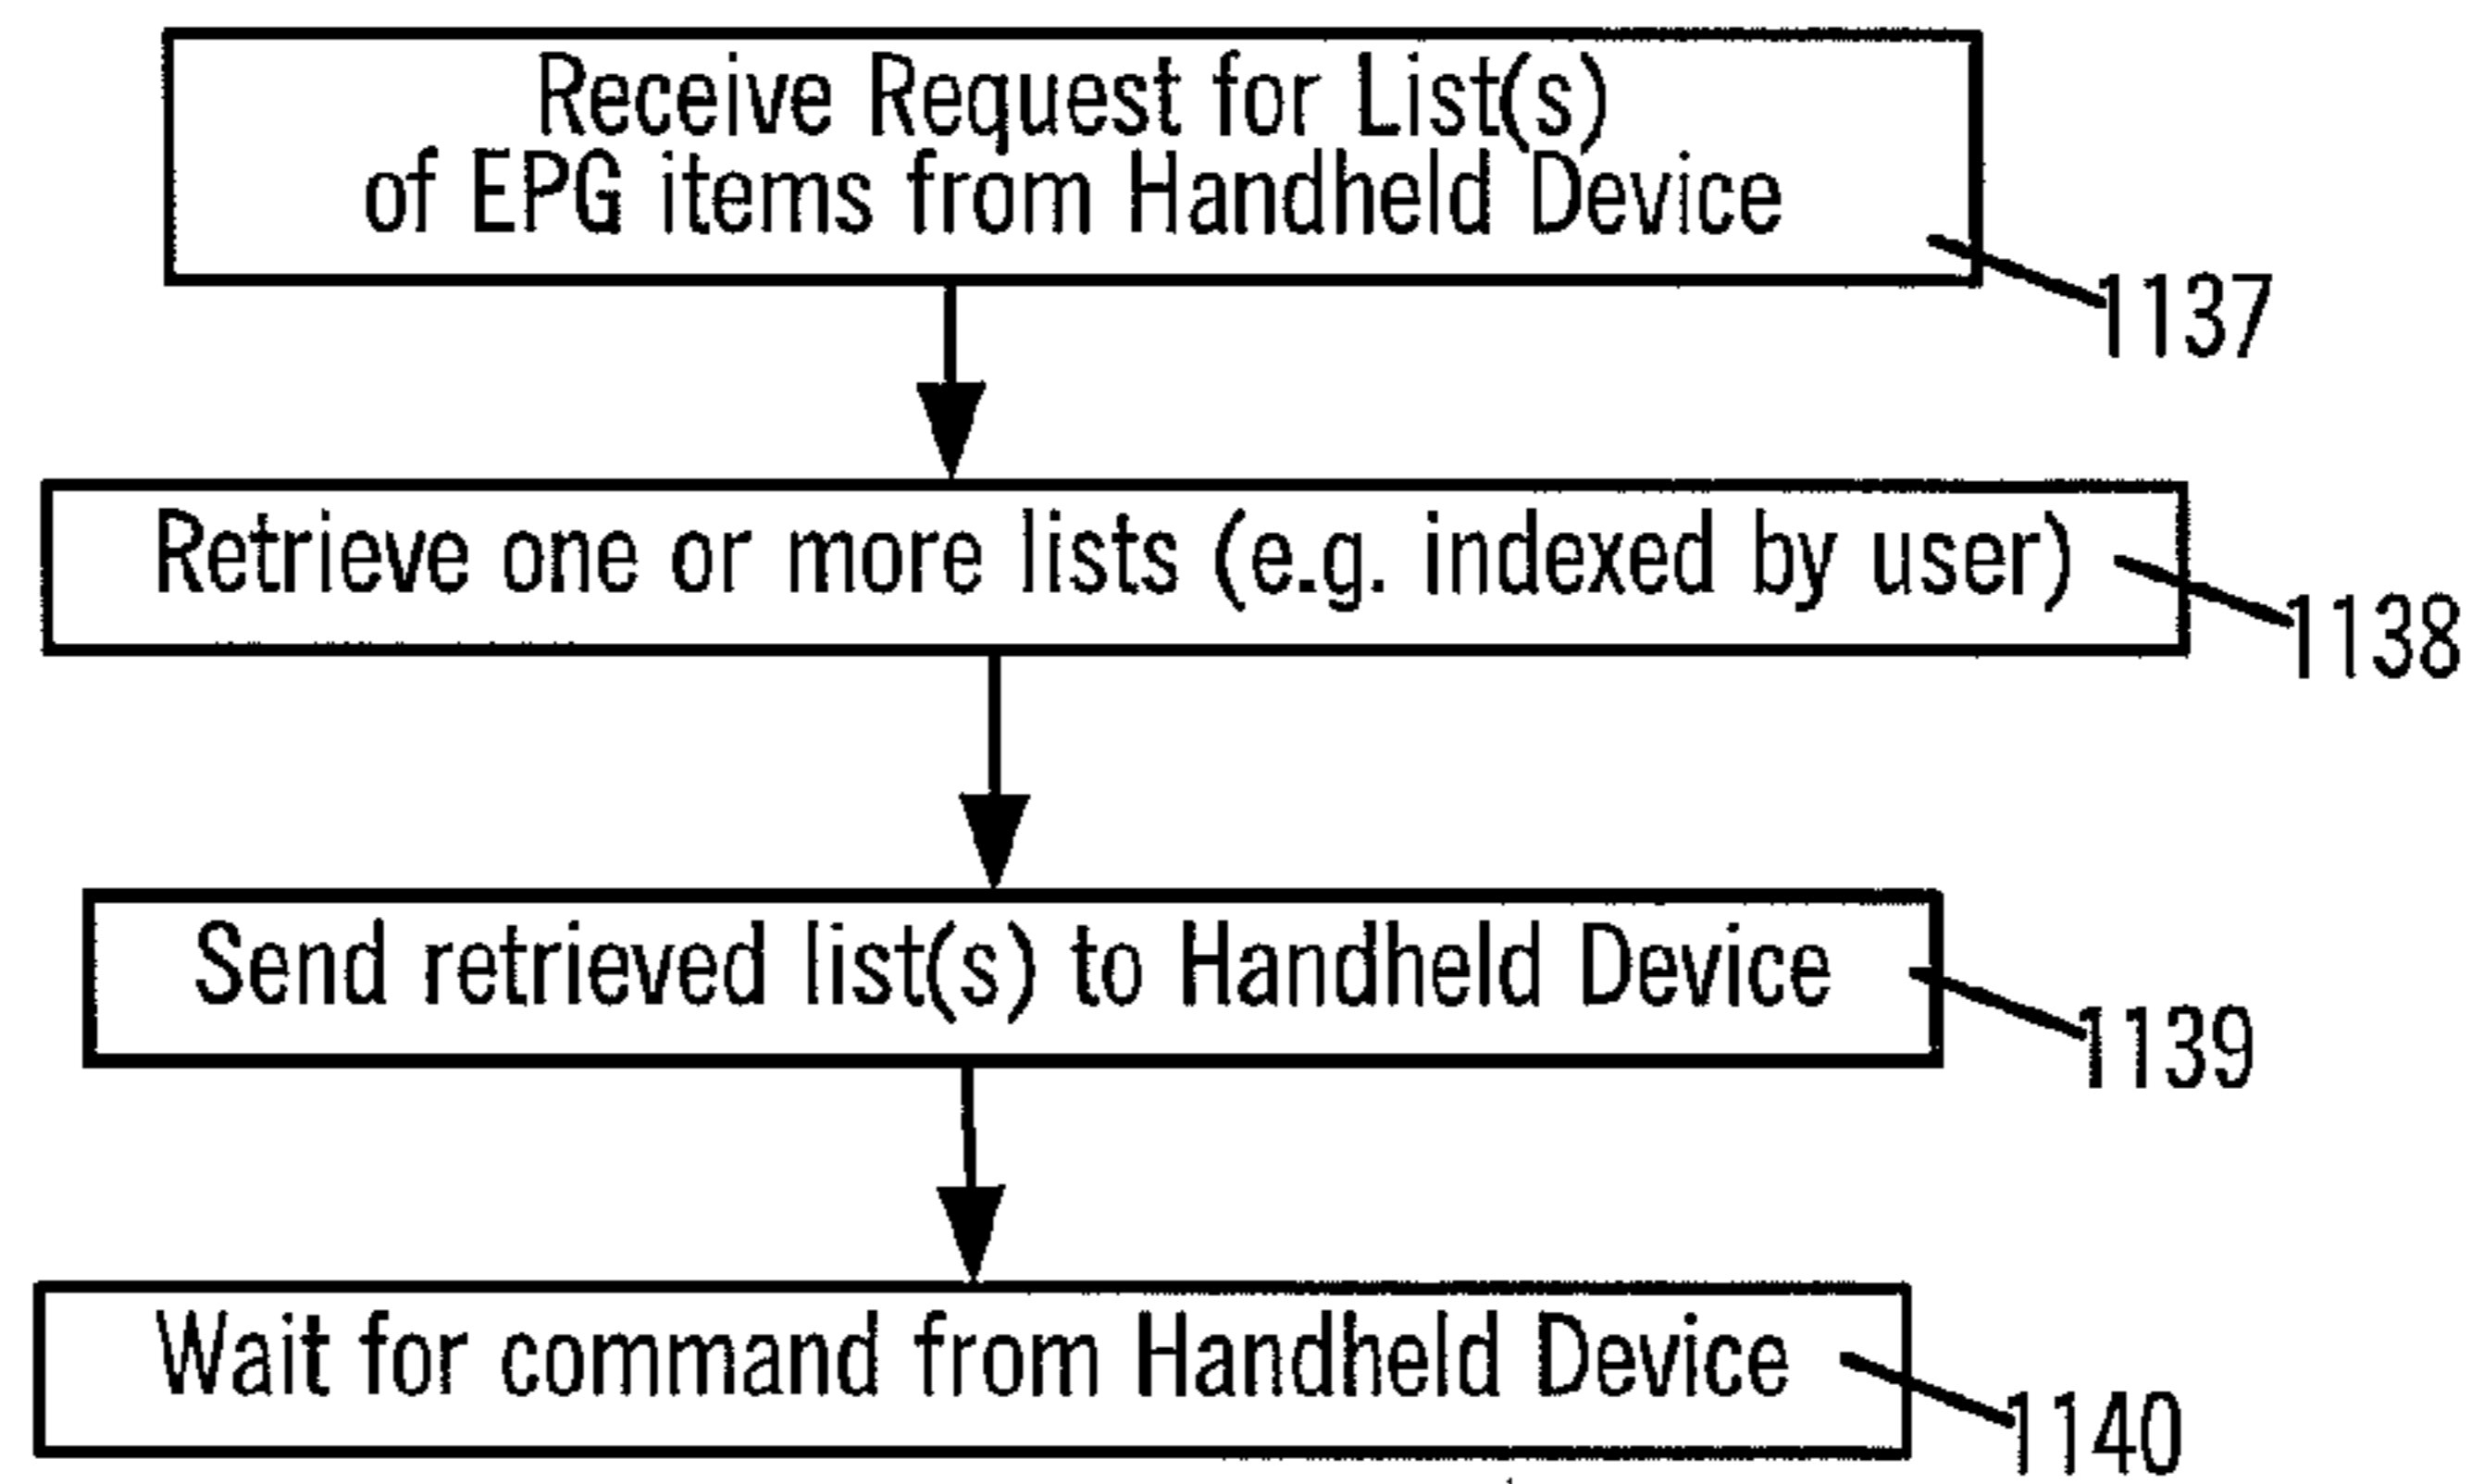 Receive Request for List(s)
of EPG items from Handheld Device
1137
Retrieve one or more lists (e.g. indexed by user)
1138
Send retrieved list(s) to Handheld Device
1139
Wait for command from Handheld Device
1140